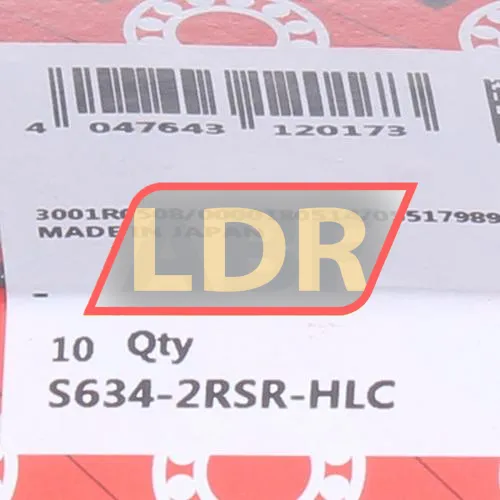 4 047643 120173
MADE IN JAPAN
LDR
10 Qty
S634-2RSR-HLC